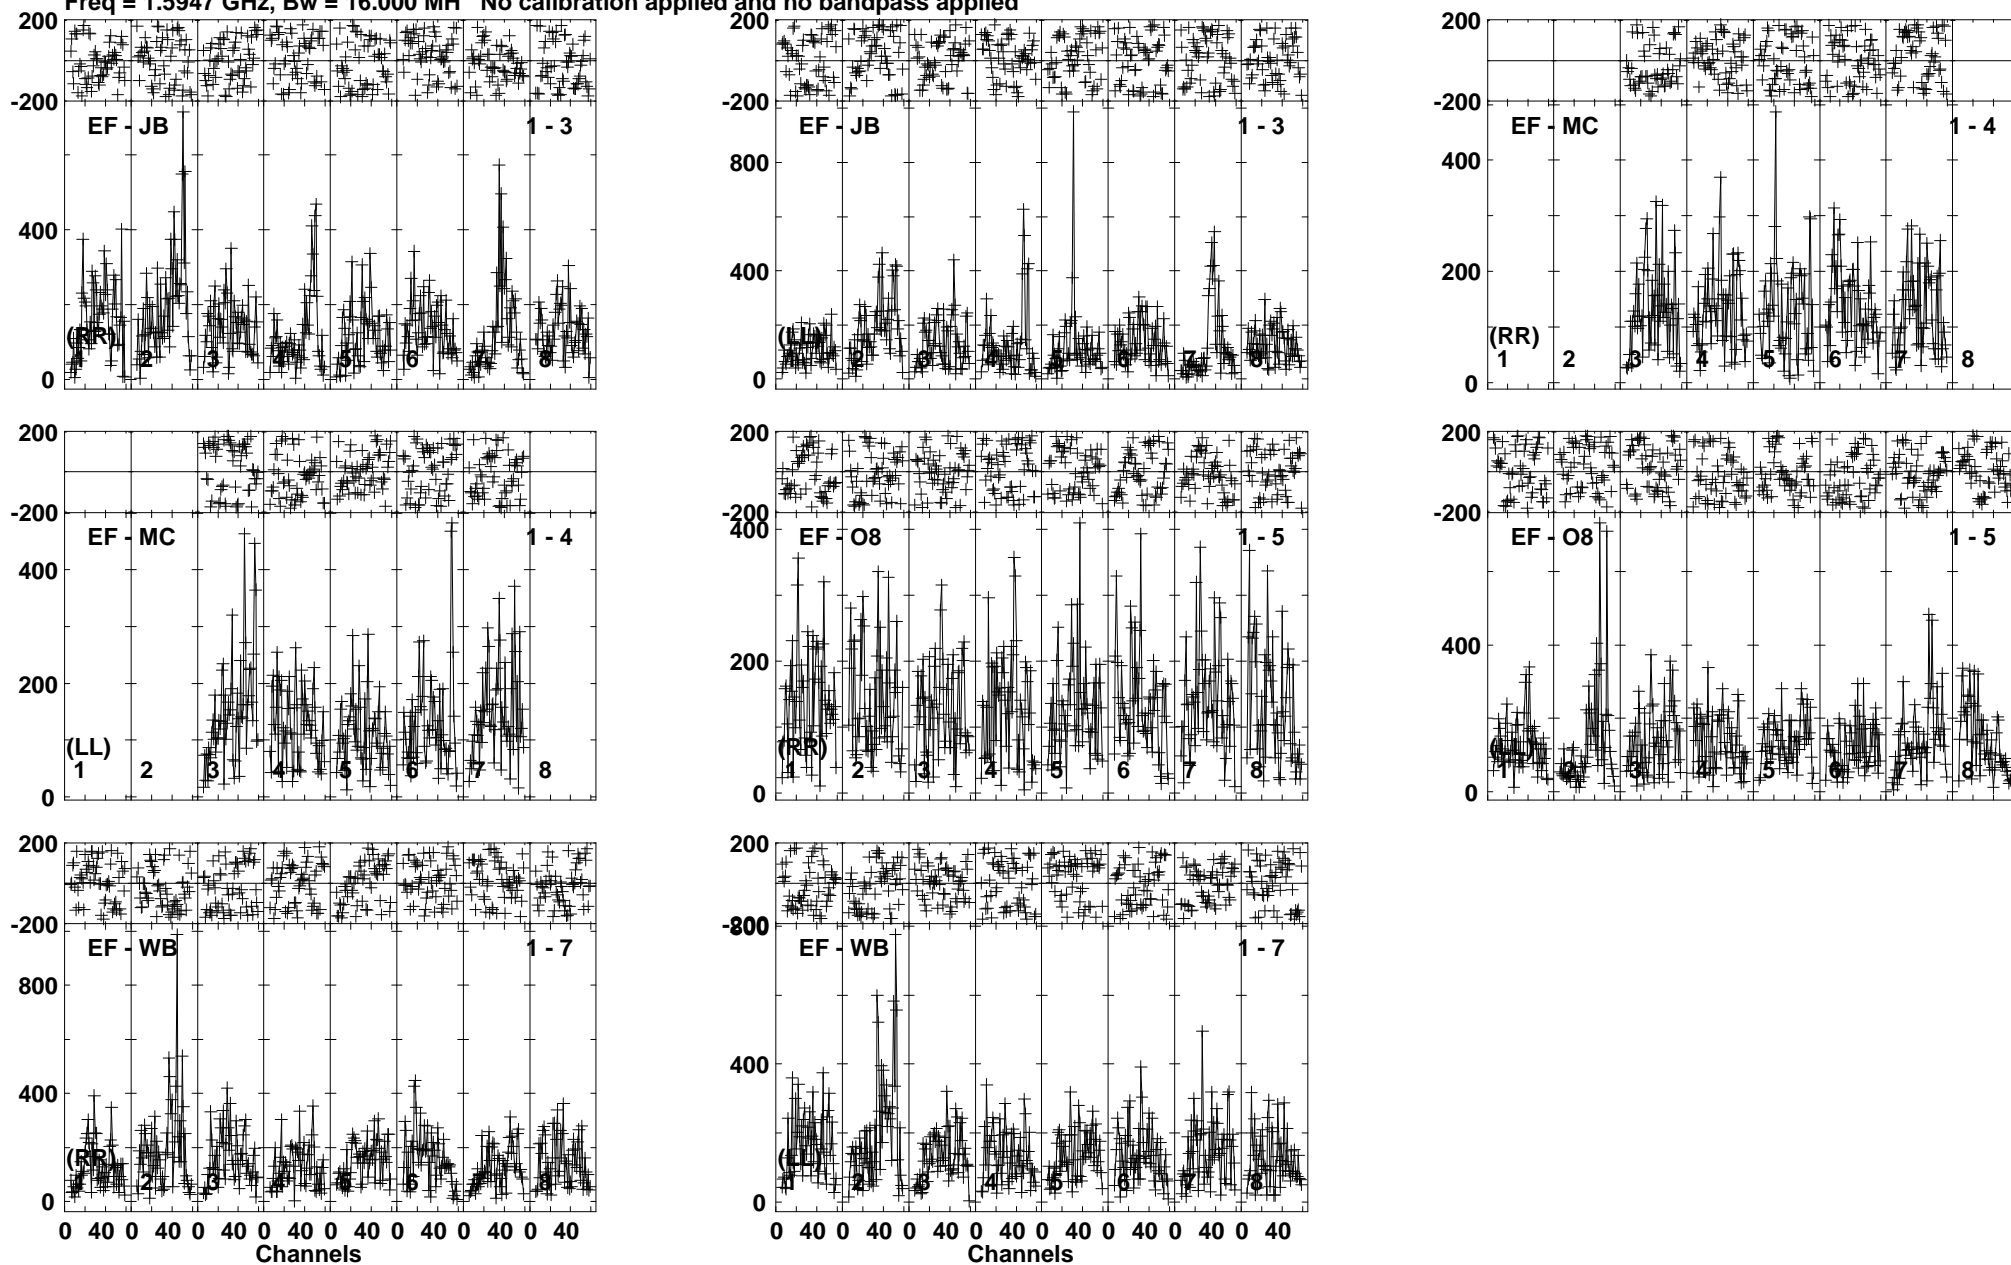 Freq = 1.5947 GHz, Bw = 16.000 MH No calibration applied and no bandpass applied
200 200 200
-200 -200 -200
EF - JB 1 - 3 EF - JB 1 - 3 EF - MC 1 - 4
400 800 400
400 200
(RR) (LL) (RR)
1 2 3 4 5 6 7 8 1 2 3 4 5 6 7 8 1 2 3 4 5 6 7 8
0 0 0
200 200 200
-200 -200 -200
EF - MC 1 - 4 EF - O8 1 - 5 EF - O8 1 - 5
400 400 400
200 200
(LL) (RR) (LL)
1 2 3 4 5 6 7 8 1 2 3 4 5 6 7 8 1 2 3 4 5 6 7 8
0 0 0
200 200
-200 -200
800
EF - WB 1 - 7 EF - WB 1 - 7
800
400 400
(RR) (LL)
1 2 3 4 5 6 7 8 1 2 3 4 5 6 7 8
0 0
0 40 0 40 0 40 0 40 0 40 0 40 0 40 0 40 0 40 0 40 0 40 0 40 0 40 0 40 0 40 0 40
Channels Channels